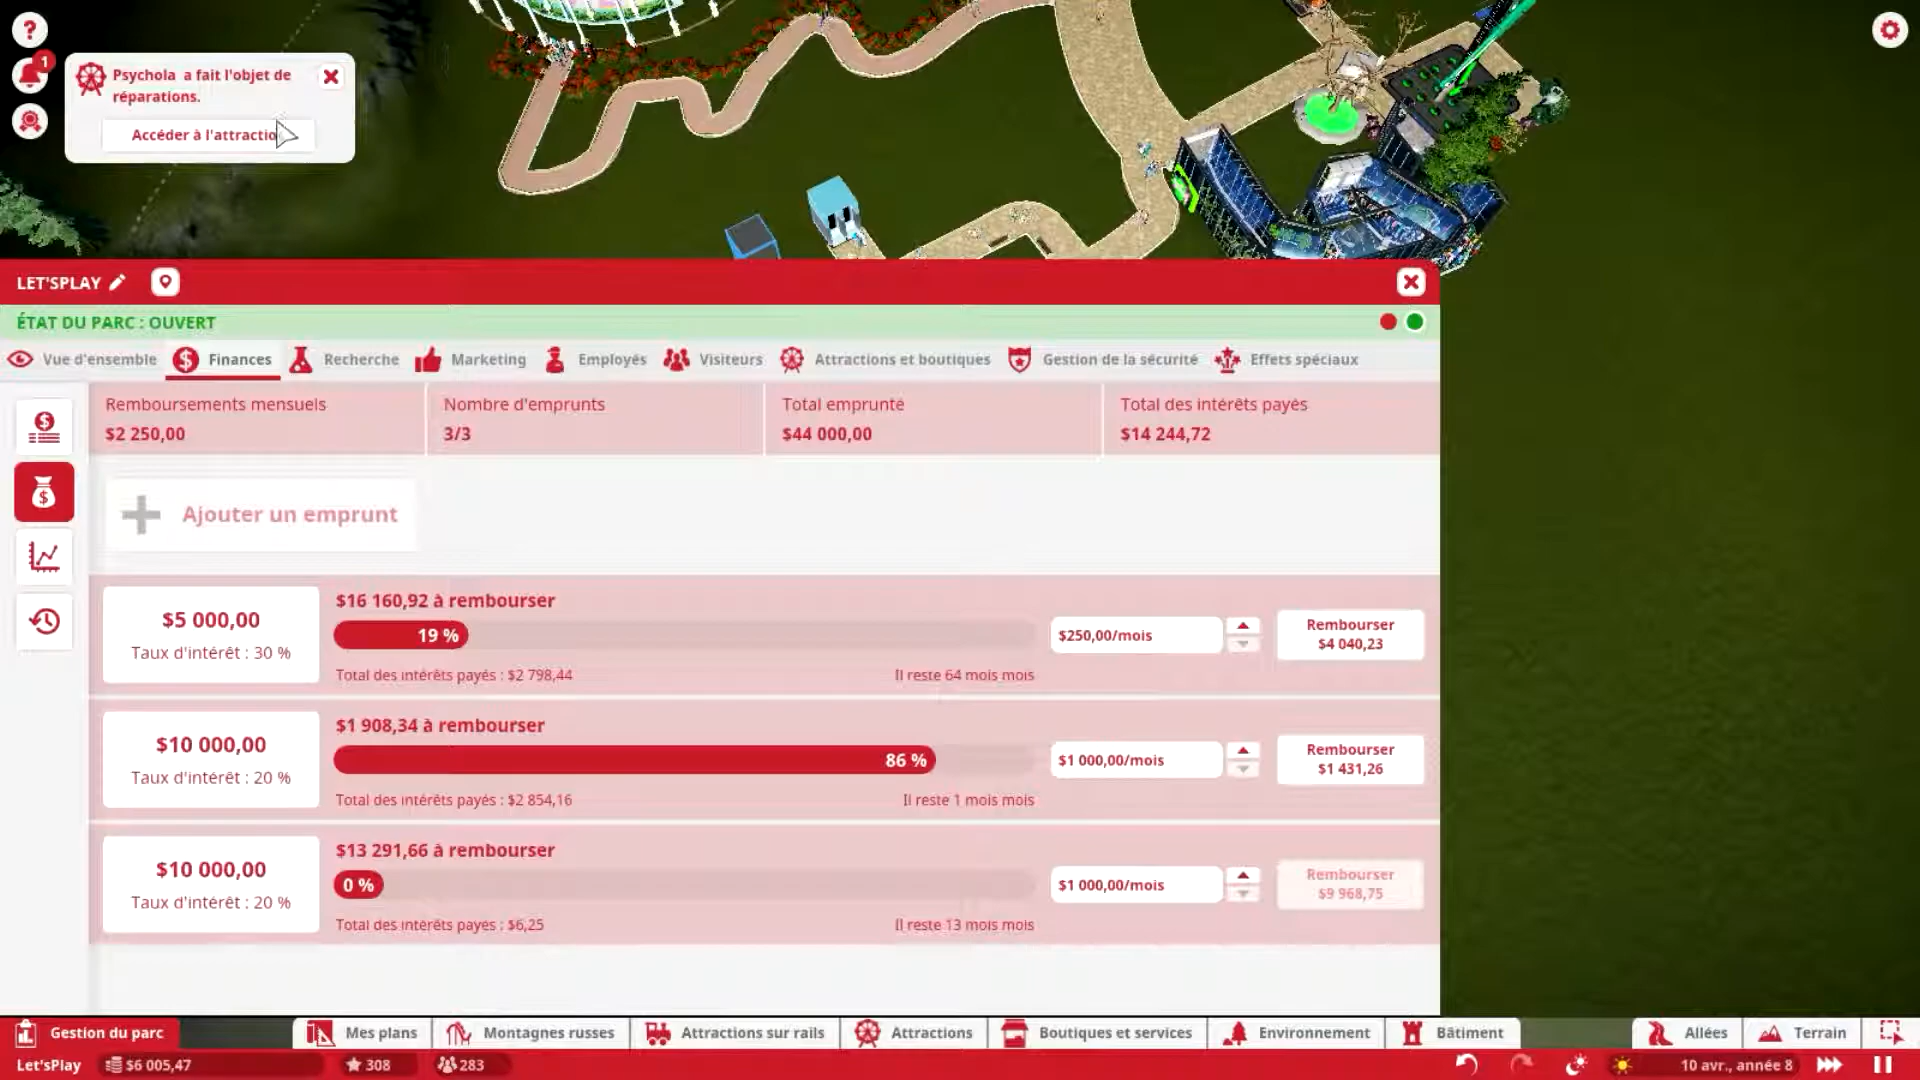 ?
1
Psychola a fait l'objet de
réparations.
Accéder à l'attractio
LET'SPLAY
ÉTAT DU PARC : OUVERT
Vue d'ensemble
Finances
Recherche
Marketing
Employés
Visiteurs
Attractions et boutiques
Gestion de la sécurité
Effets spéciaux
Remboursements mensuels
$2 250,00
Nombre d'emprunts
3/3
Total emprunté
$44 000,00
Total des intérêts payés
$14 244,72
Ajouter un emprunt
$5 000,00
Taux d'intérêt : 30 %
$16 160,92 à rembourser
19 %
Total des intérêts payés : $2 798,44
Il reste 64 mois mois
$250,00/mois
Rembourser
$4 040,23
$10 000,00
Taux d'intérêt : 20 %
$1 908,34 à rembourser
86 %
Total des intérêts payés : $2 854,16
Il reste 1 mois mois
$1 000,00/mois
Rembourser
$1 431,26
$10 000,00
Taux d'intérêt : 20 %
$13 291,66 à rembourser
0 %
Total des intérêts payés : $6,25
Il reste 13 mois mois
$1 000,00/mois
Rembourser
$9 968,75
Gestion du parc
Mes plans
Montagnes russes
Attractions sur rails
Attractions
Boutiques et services
Environnement
Bâtiment
Allées
Terrain
Let'sPlay
$6 005,47
308
283
10 avr., année 8